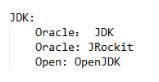 JDK:
Oracle： JDK
Oracle: JRockit
Open: OpenJDK